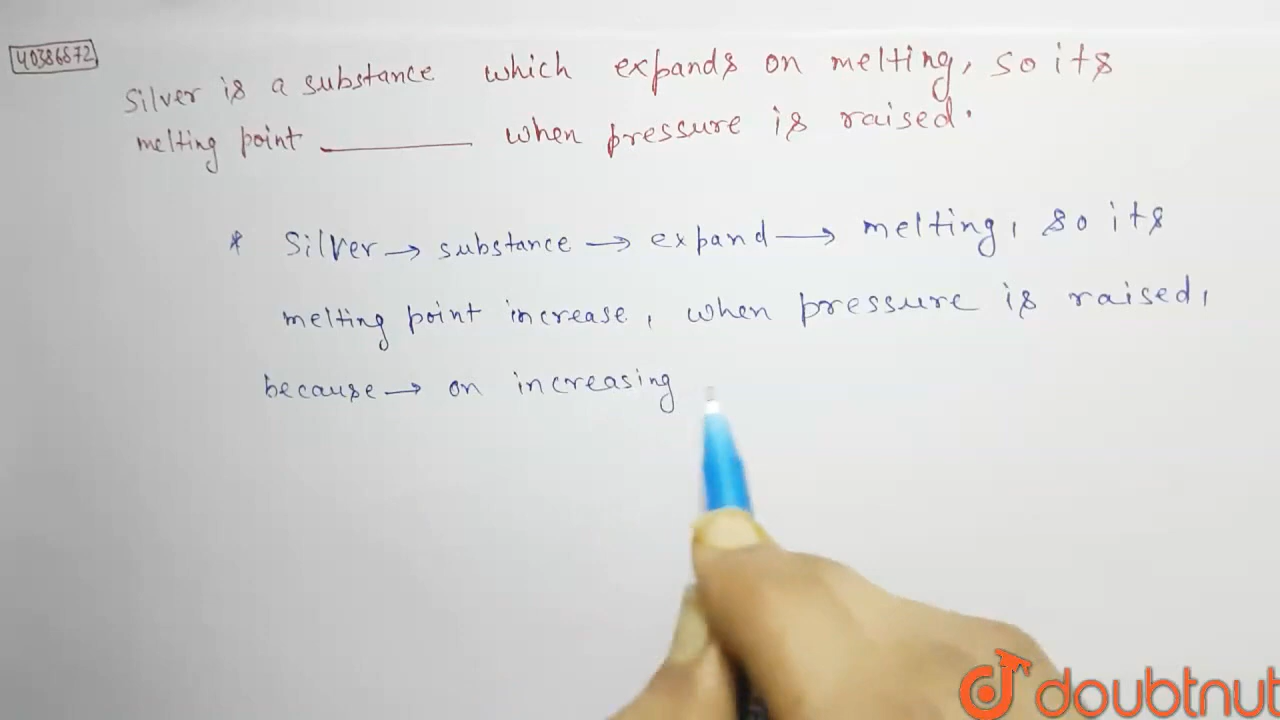 40386872
Silver is a substance which expands on melting, so its
melting point ________ when pressure is raised.
* Silver → substance → expand → melting, so its
melting point increase, when pressure is raised,
because → on increasing
doubtnut